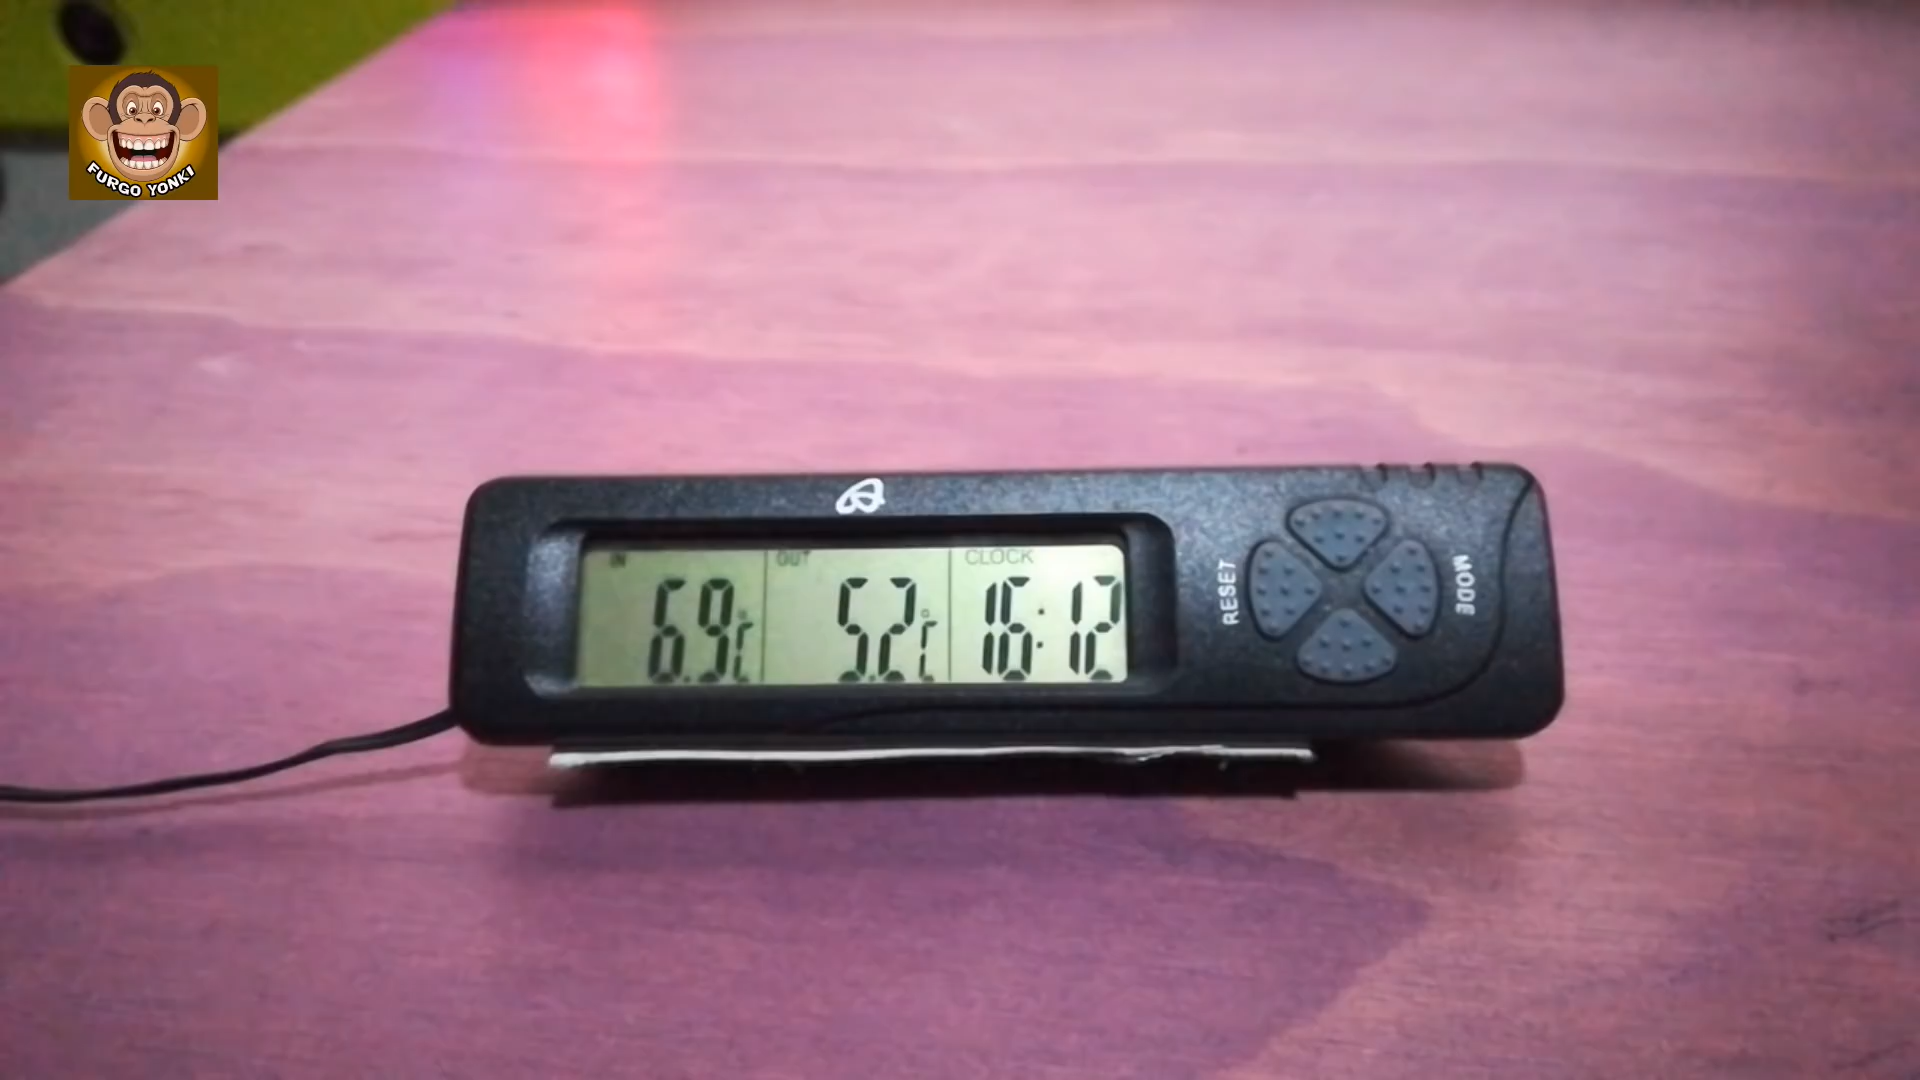 FURGO YONKI
IN OUT CLOCK
6.9°C 5.2°C 16:12
RESET
MODE